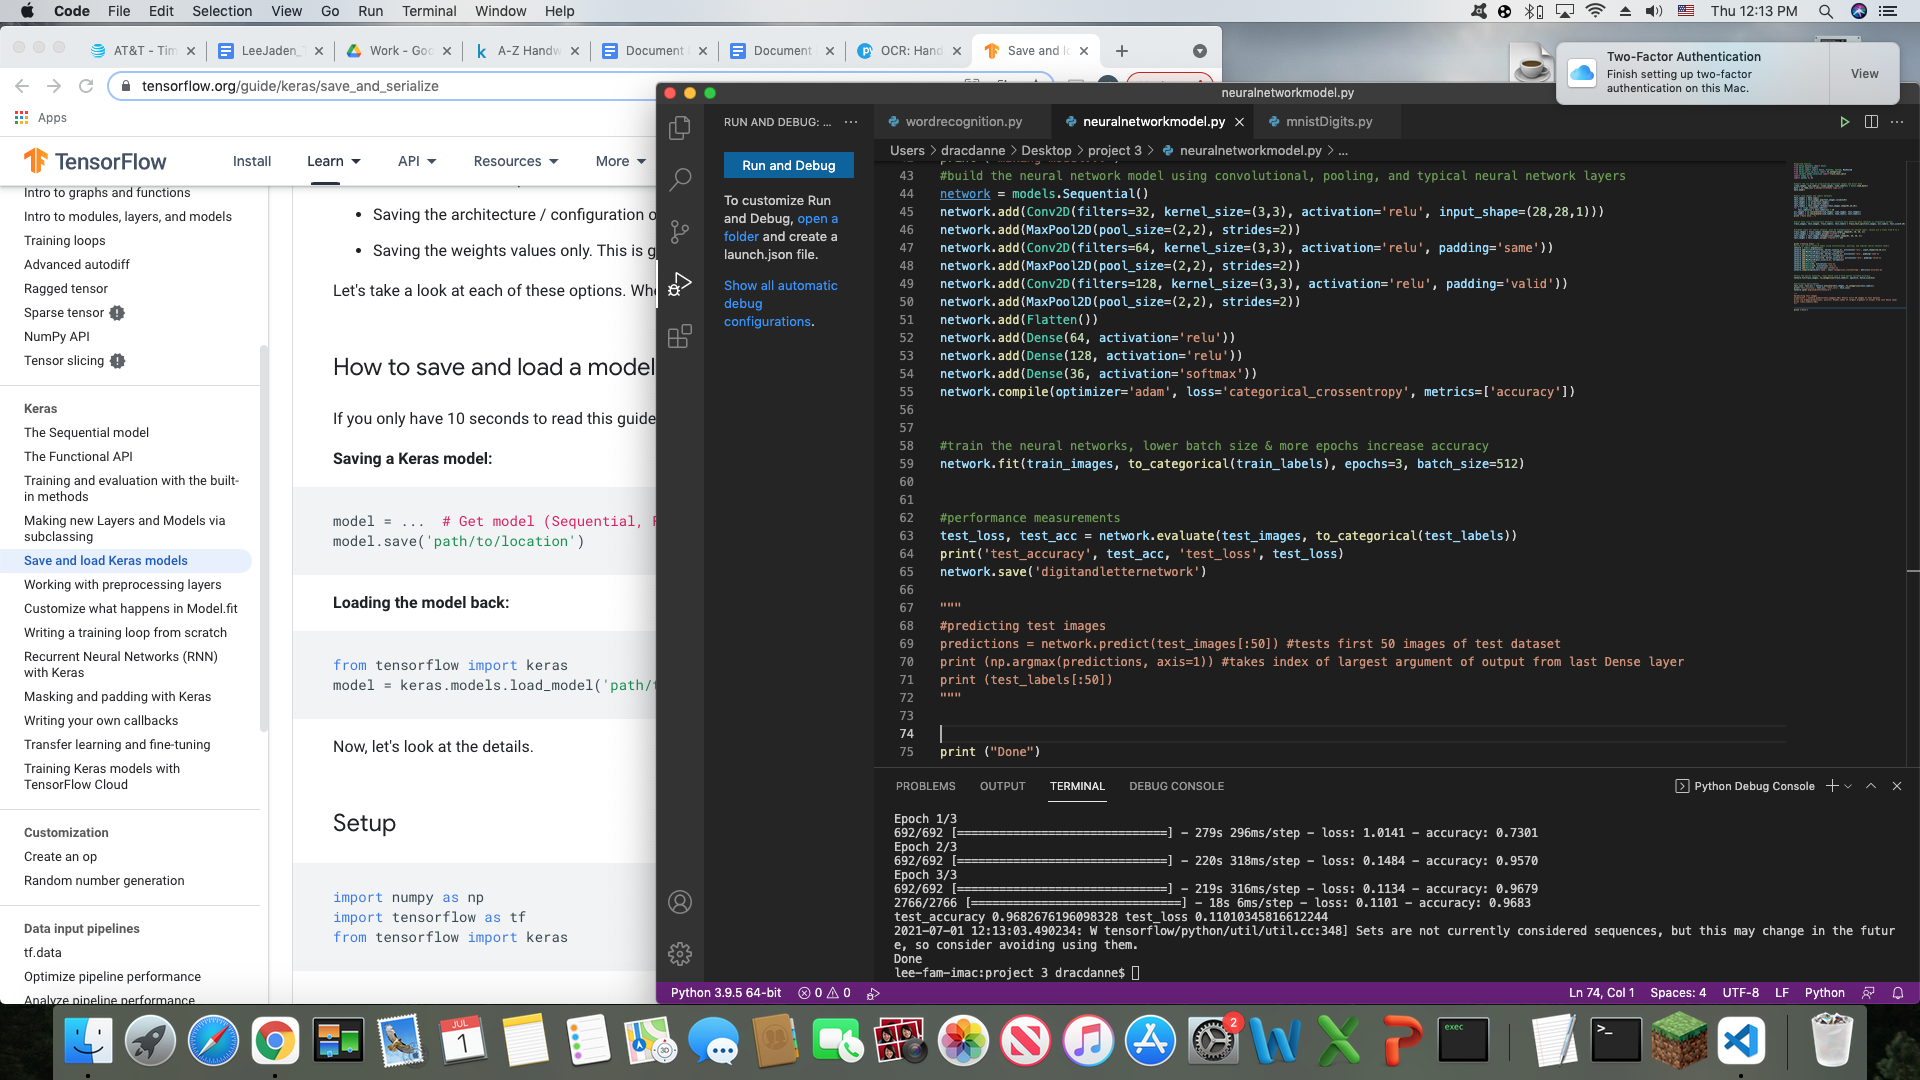 Code File Edit Selection View Go Run Terminal Window Help
Thu 12:13 PM
AT&T - Tim
LeeJaden_
Work - Goo
A-Z Handw
Document
Document
OCR: Hand
Save and lo
tensorflow.org/guide/keras/save_and_serialize
Apps
TensorFlow
Install Learn API Resources More
Intro to graphs and functions
Intro to modules, layers, and models
Training loops
Advanced autodiff
Ragged tensor
Sparse tensor
NumPy API
Tensor slicing
Keras
The Sequential model
The Functional API
Training and evaluation with the built-
in methods
Making new Layers and Models via
subclassing
Save and load Keras models
Working with preprocessing layers
Customize what happens in Model.fit
Writing a training loop from scratch
Recurrent Neural Networks (RNN)
with Keras
Masking and padding with Keras
Writing your own callbacks
Transfer learning and fine-tuning
Training Keras models with
TensorFlow Cloud
Customization
Create an op
Random number generation
Data input pipelines
tf.data
Optimize pipeline performance
Analyze pipeline performance
• Saving the architecture / configuration o
• Saving the weights values only. This is g
Let's take a look at each of these options. Whe
How to save and load a model
If you only have 10 seconds to read this guide
Saving a Keras model:
model = ... # Get model (Sequential, F
model.save('path/to/location')
Loading the model back:
from tensorflow import keras
model = keras.models.load_model('path/t
Now, let's look at the details.
Setup
import numpy as np
import tensorflow as tf
from tensorflow import keras
Two-Factor Authentication
Finish setting up two-factor
authentication on this Mac.
View
neuralnetworkmodel.py
RUN AND DEBUG: ... ...
Run and Debug
To customize Run
and Debug, open a
folder and create a
launch.json file.
Show all automatic
debug
configurations.
wordrecognition.py
neuralnetworkmodel.py
mnistDigits.py
Users > dracdanne > Desktop > project 3 > neuralnetworkmodel.py > ...
43 #build the neural network model using convolutional, pooling, and typical neural network layers
44 network = models.Sequential()
45 network.add(Conv2D(filters=32, kernel_size=(3,3), activation='relu', input_shape=(28,28,1)))
46 network.add(MaxPool2D(pool_size=(2,2), strides=2))
47 network.add(Conv2D(filters=64, kernel_size=(3,3), activation='relu', padding='same'))
48 network.add(MaxPool2D(pool_size=(2,2), strides=2))
49 network.add(Conv2D(filters=128, kernel_size=(3,3), activation='relu', padding='valid'))
50 network.add(MaxPool2D(pool_size=(2,2), strides=2))
51 network.add(Flatten())
52 network.add(Dense(64, activation='relu'))
53 network.add(Dense(128, activation='relu'))
54 network.add(Dense(36, activation='softmax'))
55 network.compile(optimizer='adam', loss='categorical_crossentropy', metrics=['accuracy'])
56
57
58 #train the neural networks, lower batch size & more epochs increase accuracy
59 network.fit(train_images, to_categorical(train_labels), epochs=3, batch_size=512)
60
61
62 #performance measurements
63 test_loss, test_acc = network.evaluate(test_images, to_categorical(test_labels))
64 print('test_accuracy', test_acc, 'test_loss', test_loss)
65 network.save('digitandletternetwork')
66
67 """
68 #predicting test images
69 predictions = network.predict(test_images[:50]) #tests first 50 images of test dataset
70 print (np.argmax(predictions, axis=1)) #takes index of largest argument of output from last Dense layer
71 print (test_labels[:50])
72 """
73
74
75 print ("Done")
PROBLEMS OUTPUT TERMINAL DEBUG CONSOLE
Python Debug Console
Epoch 1/3
692/692 [==============================] - 279s 296ms/step - loss: 1.0141 - accuracy: 0.7301
Epoch 2/3
692/692 [==============================] - 220s 318ms/step - loss: 0.1484 - accuracy: 0.9570
Epoch 3/3
692/692 [==============================] - 219s 316ms/step - loss: 0.1134 - accuracy: 0.9679
2766/2766 [==============================] - 18s 6ms/step - loss: 0.1101 - accuracy: 0.9683
test_accuracy 0.9682676196098328 test_loss 0.11010345816612244
2021-07-01 12:13:03.490234: W tensorflow/python/util/util.cc:348] Sets are not currently considered sequences, but this may change in the futur
e, so consider avoiding using them.
Done
lee-fam-imac:project 3 dracdanne$
Python 3.9.5 64-bit 0 0
Ln 74, Col 1 Spaces: 4 UTF-8 LF Python
JUL
1
3D
2
exec